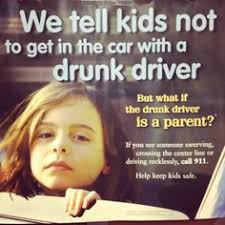 We tell kids not
to get in the car with a
drunk driver
But what if
the drunk driver
is a parent?
If you see someone swerving,
crossing the center line or
driving recklessly, call 911.
Help keep kids safe.